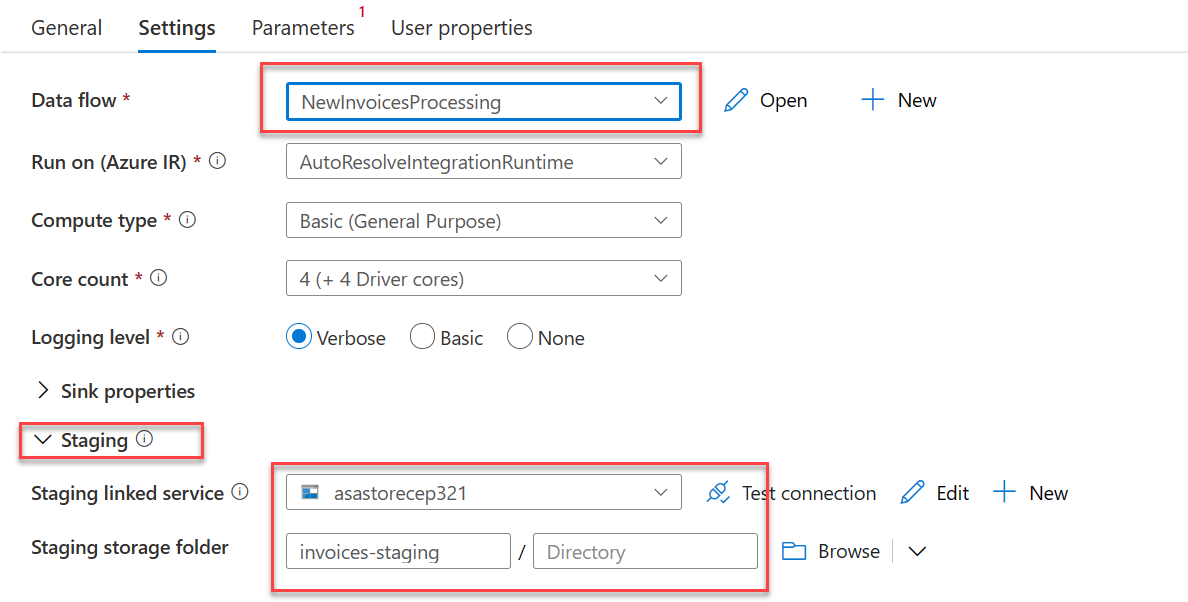 General Settings Parameters 1 User properties
Data flow * NewInvoicesProcessing Open New
Run on (Azure IR) * AutoResolveIntegrationRuntime
Compute type * Basic (General Purpose)
Core count * 4 (+ 4 Driver cores)
Logging level * Verbose Basic None
Sink properties
Staging
Staging linked service asastorecep321 Test connection Edit New
Staging storage folder invoices-staging / Directory Browse